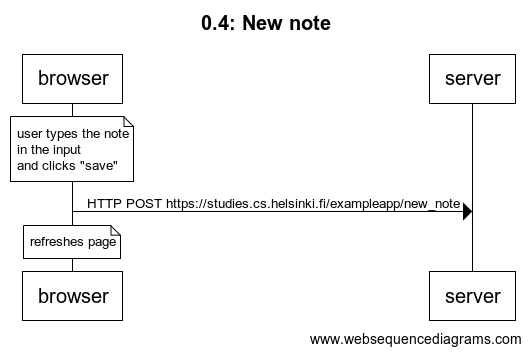 0.4: New note
browser
server
user types the note
in the input
and clicks "save"
HTTP POST https://studies.cs.helsinki.fi/exampleapp/new_note
refreshes page
browser
server
www.websequencediagrams.com